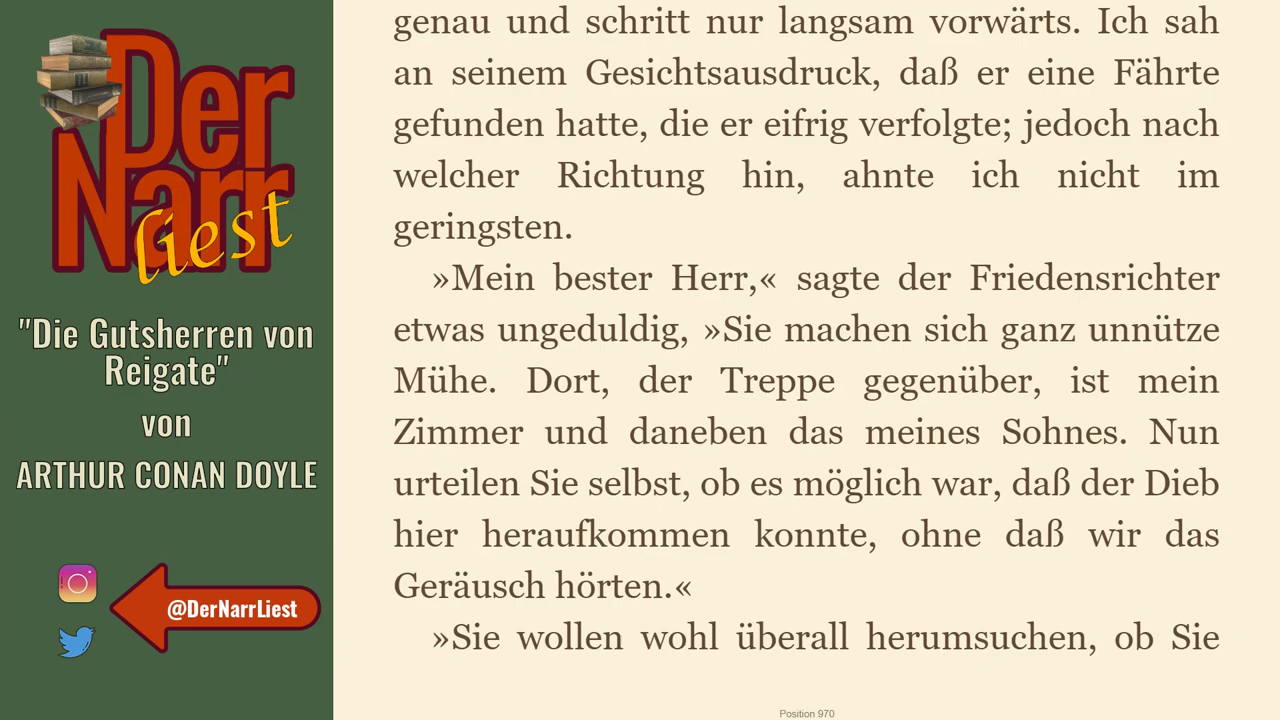 Der
Narr
liest
"Die Gutsherren von
Reigate"
von
ARTHUR CONAN DOYLE
@DerNarrLiest
genau und schritt nur langsam vorwärts. Ich sah
an seinem Gesichtsausdruck, daß er eine Fährte
gefunden hatte, die er eifrig verfolgte; jedoch nach
welcher Richtung hin, ahnte ich nicht im
geringsten.
»Mein bester Herr,« sagte der Friedensrichter
etwas ungeduldig, »Sie machen sich ganz unnütze
Mühe. Dort, der Treppe gegenüber, ist mein
Zimmer und daneben das meines Sohnes. Nun
urteilen Sie selbst, ob es möglich war, daß der Dieb
hier heraufkommen konnte, ohne daß wir das
Geräusch hörten.«
»Sie wollen wohl überall herumsuchen, ob Sie
Position 970